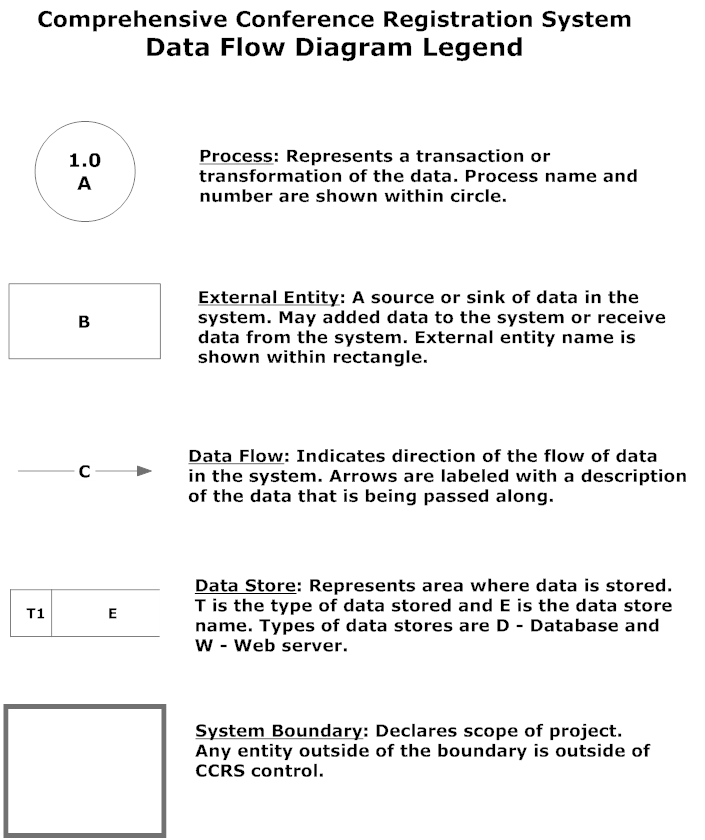 Comprehensive Conference Registration System
Data Flow Diagram Legend
1.0
A
Process: Represents a transaction or
transformation of the data. Process name and
number are shown within circle.
B
External Entity: A source or sink of data in the
system. May added data to the system or receive
data from the system. External entity name is
shown within rectangle.
C
Data Flow: Indicates direction of the flow of data
in the system. Arrows are labeled with a description
of the data that is being passed along.
T1
E
Data Store: Represents area where data is stored.
T is the type of data stored and E is the data store
name. Types of data stores are D - Database and
W - Web server.
System Boundary: Declares scope of project.
Any entity outside of the boundary is outside of
CCRS control.